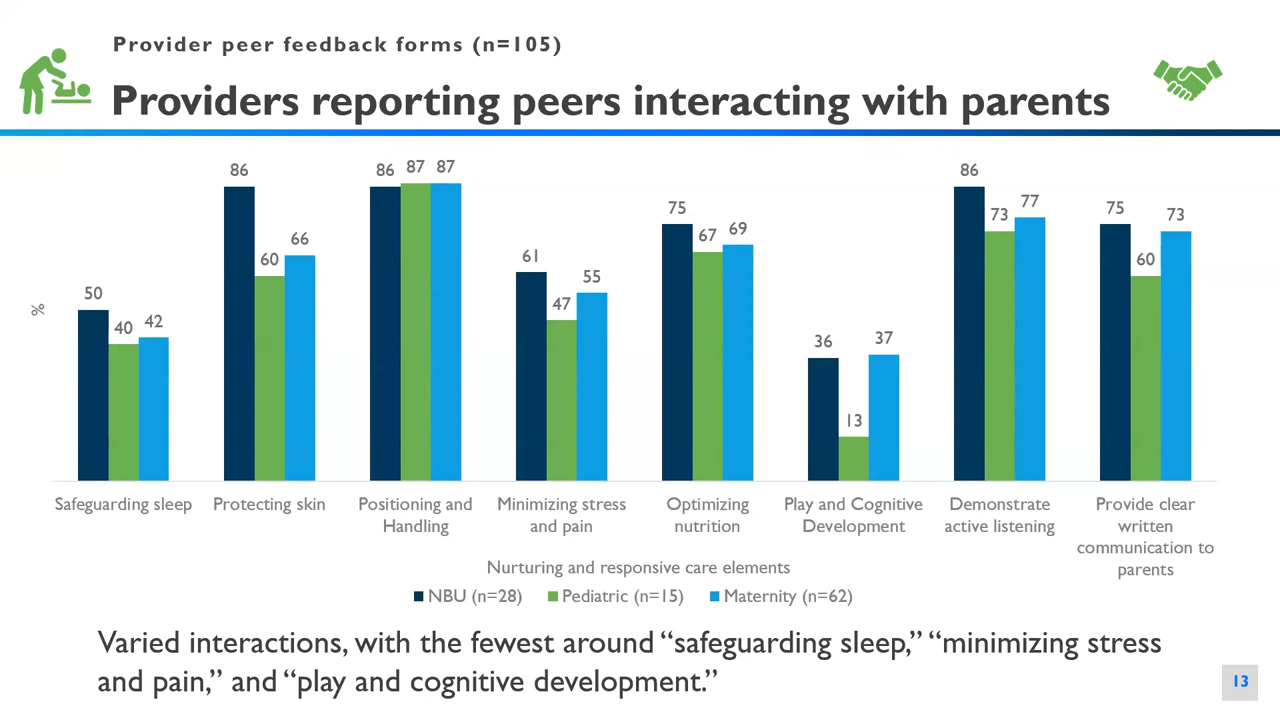 Provider peer feedback forms (n=105)
Providers reporting peers interacting with parents
86
86 87 87
86
75
67 69
73 77
75
73
66
60
61
60
55
50
47
40 42
36
37
13
%
Safeguarding sleep
Protecting skin
Positioning and
Handling
Minimizing stress
and pain
Optimizing
nutrition
Play and Cognitive
Development
Demonstrate
active listening
Provide clear
written
communication to
parents
Nurturing and responsive care elements
NBU (n=28) Pediatric (n=15) Maternity (n=62)
Varied interactions, with the fewest around “safeguarding sleep,” “minimizing stress
and pain,” and “play and cognitive development.”
13